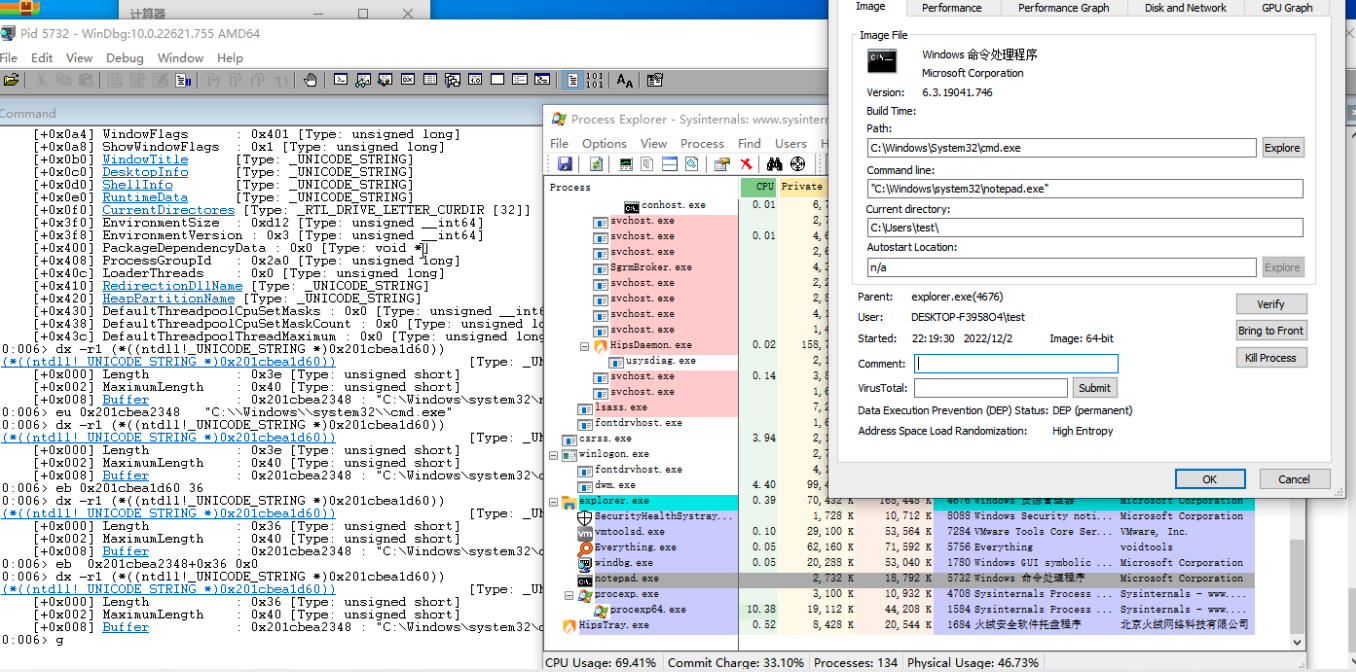 计算器
Pid 5732 - WinDbg:10.0.22621.755 AMD64
File Edit View Debug Window Help
Command
[+0x0a4] WindowFlags : 0x401 [Type: unsigned long]
[+0x0a8] ShowWindowFlags : 0x1 [Type: unsigned long]
[+0x0b0] WindowTitle [Type: _UNICODE_STRING]
[+0x0c0] DesktopInfo [Type: _UNICODE_STRING]
[+0x0d0] ShellInfo [Type: _UNICODE_STRING]
[+0x0e0] RuntimeData [Type: _UNICODE_STRING]
[+0x0f0] CurrentDirectores [Type: _RTL_DRIVE_LETTER_CURDIR [32]]
[+0x3f0] EnvironmentSize : 0xd12 [Type: unsigned __int64]
[+0x3f8] EnvironmentVersion : 0x3 [Type: unsigned __int64]
[+0x400] PackageDependencyData : 0x0 [Type: void *]
[+0x408] ProcessGroupId : 0x2a0 [Type: unsigned long]
[+0x40c] LoaderThreads : 0x0 [Type: unsigned long]
[+0x410] RedirectionDllName [Type: _UNICODE_STRING]
[+0x420] HeapPartitionName [Type: _UNICODE_STRING]
[+0x430] DefaultThreadpoolCpuSetMasks : 0x0 [Type: unsigned __int6
[+0x438] DefaultThreadpoolCpuSetMaskCount : 0x0 [Type: unsigned lo
[+0x43c] DefaultThreadpoolThreadMaximum : 0x0 [Type: unsigned long
0:006> dx -r1 (*((ntdll!_UNICODE_STRING *)0x201cbea1d60))
(*((ntdll!_UNICODE_STRING *)0x201cbea1d60)) [Type: _UN
[+0x000] Length : 0x3e [Type: unsigned short]
[+0x002] MaximumLength : 0x40 [Type: unsigned short]
[+0x008] Buffer : 0x201cbea2348 : "C:\Windows\system32\n
0:006> eu 0x201cbea2348 "C:\\Windows\\system32\\cmd.exe"
0:006> dx -r1 (*((ntdll!_UNICODE_STRING *)0x201cbea1d60))
(*((ntdll!_UNICODE_STRING *)0x201cbea1d60)) [Type: _UN
[+0x000] Length : 0x3e [Type: unsigned short]
[+0x002] MaximumLength : 0x40 [Type: unsigned short]
[+0x008] Buffer : 0x201cbea2348 : "C:\Windows\system32\c
0:006> eb 0x201cbea1d60 36
0:006> dx -r1 (*((ntdll!_UNICODE_STRING *)0x201cbea1d60))
(*((ntdll!_UNICODE_STRING *)0x201cbea1d60)) [Type: _UN
[+0x000] Length : 0x36 [Type: unsigned short]
[+0x002] MaximumLength : 0x40 [Type: unsigned short]
[+0x008] Buffer : 0x201cbea2348 : "C:\Windows\system32\c
0:006> eb 0x201cbea2348+0x36 0x0
0:006> dx -r1 (*((ntdll!_UNICODE_STRING *)0x201cbea1d60))
(*((ntdll!_UNICODE_STRING *)0x201cbea1d60)) [Type: _UN
[+0x000] Length : 0x36 [Type: unsigned short]
[+0x002] MaximumLength : 0x40 [Type: unsigned short]
[+0x008] Buffer : 0x201cbea2348 : "C:\Windows\system32\c
0:006> g
Process Explorer - Sysinternals: www.sysinter
File Options View Process Find Users H
Process CPU Private
conhost.exe 0.01 6,
svchost.exe 2,
svchost.exe 0.01 4,
svchost.exe 2,
SgrmBroker.exe 4,
svchost.exe 2,
svchost.exe 2,
svchost.exe 4,
svchost.exe 1,
HipsDaemon.exe 0.02 158,
usysdiag.exe 2,
svchost.exe 0.14 3,
svchost.exe 1,
lsass.exe 7,
fontdrvhost.exe 1,
csrss.exe 3.94 2,
winlogon.exe 2,
fontdrvhost.exe 4,
dwm.exe 4.40 99,
explorer.exe 0.39 70,432 K 165,448 K 4676 Windows 资源管理器 Microsoft Corporation
SecurityHealthSystray... 1,728 K 10,712 K 8088 Windows Security noti... Microsoft Corporation
vmtoolsd.exe 0.10 29,100 K 53,564 K 7284 VMware Tools Core Ser... VMware, Inc.
Everything.exe 0.05 62,160 K 71,592 K 5756 Everything voidtools
windbg.exe 0.05 20,288 K 53,040 K 1780 Windows GUI symbolic ... Microsoft Corporation
notepad.exe 2,732 K 18,792 K 5732 Windows 命令处理程序 Microsoft Corporation
procexp.exe 3,100 K 10,932 K 4708 Sysinternals Process ... Sysinternals - www....
procexp64.exe 10.38 19,112 K 44,208 K 1584 Sysinternals Process ... Sysinternals - www....
HipsTray.exe 0.52 8,428 K 20,544 K 1684 火绒安全软件托盘程序 北京火绒网络科技有限公司
CPU Usage: 69.41% Commit Charge: 33.10% Processes: 134 Physical Usage: 46.73%
Image Performance Performance Graph Disk and Network GPU Graph
Image File
Windows 命令处理程序
Microsoft Corporation
Version: 6.3.19041.746
Build Time:
Path:
C:\Windows\System32\cmd.exe Explore
Command line:
"C:\Windows\system32\notepad.exe"
Current directory:
C:\Users\test\
Autostart Location:
n/a Explore
Parent: explorer.exe(4676)
User: DESKTOP-F3958O4\test
Started: 22:19:30 2022/12/2 Image: 64-bit
Comment:
VirusTotal: Submit
Verify
Bring to Front
Kill Process
Data Execution Prevention (DEP) Status: DEP (permanent)
Address Space Load Randomization: High Entropy
OK Cancel